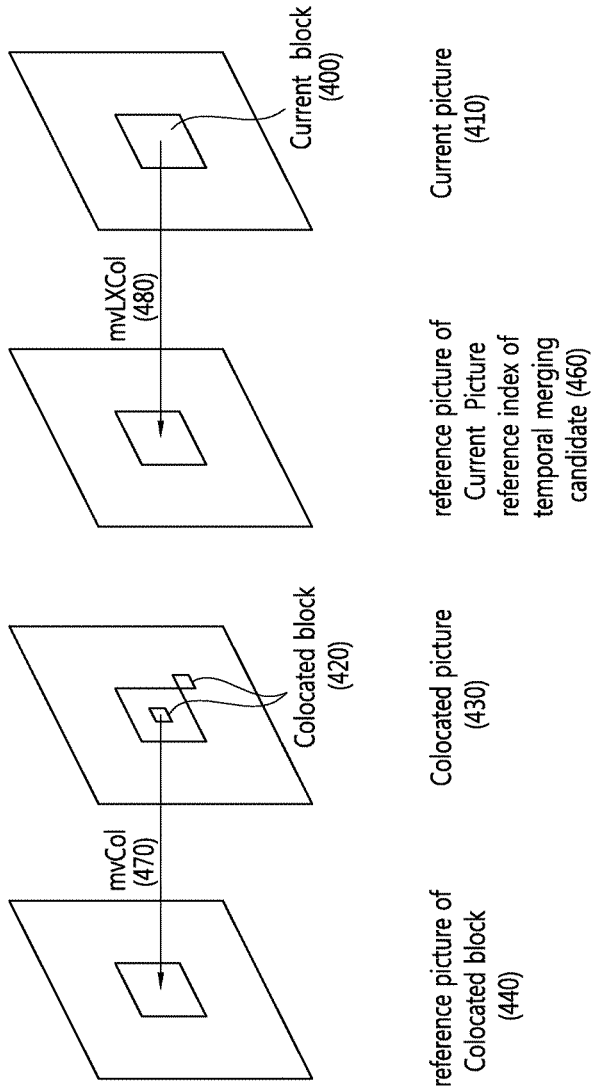 mvCol
(470)
Colocated block
(420)
mvLXCol
(480)
Current block
(400)
reference picture of
Colocated block
(440)
Colocated picture
(430)
reference picture of
Current Picture
reference index of
temporal merging
candidate (460)
Current picture
(410)